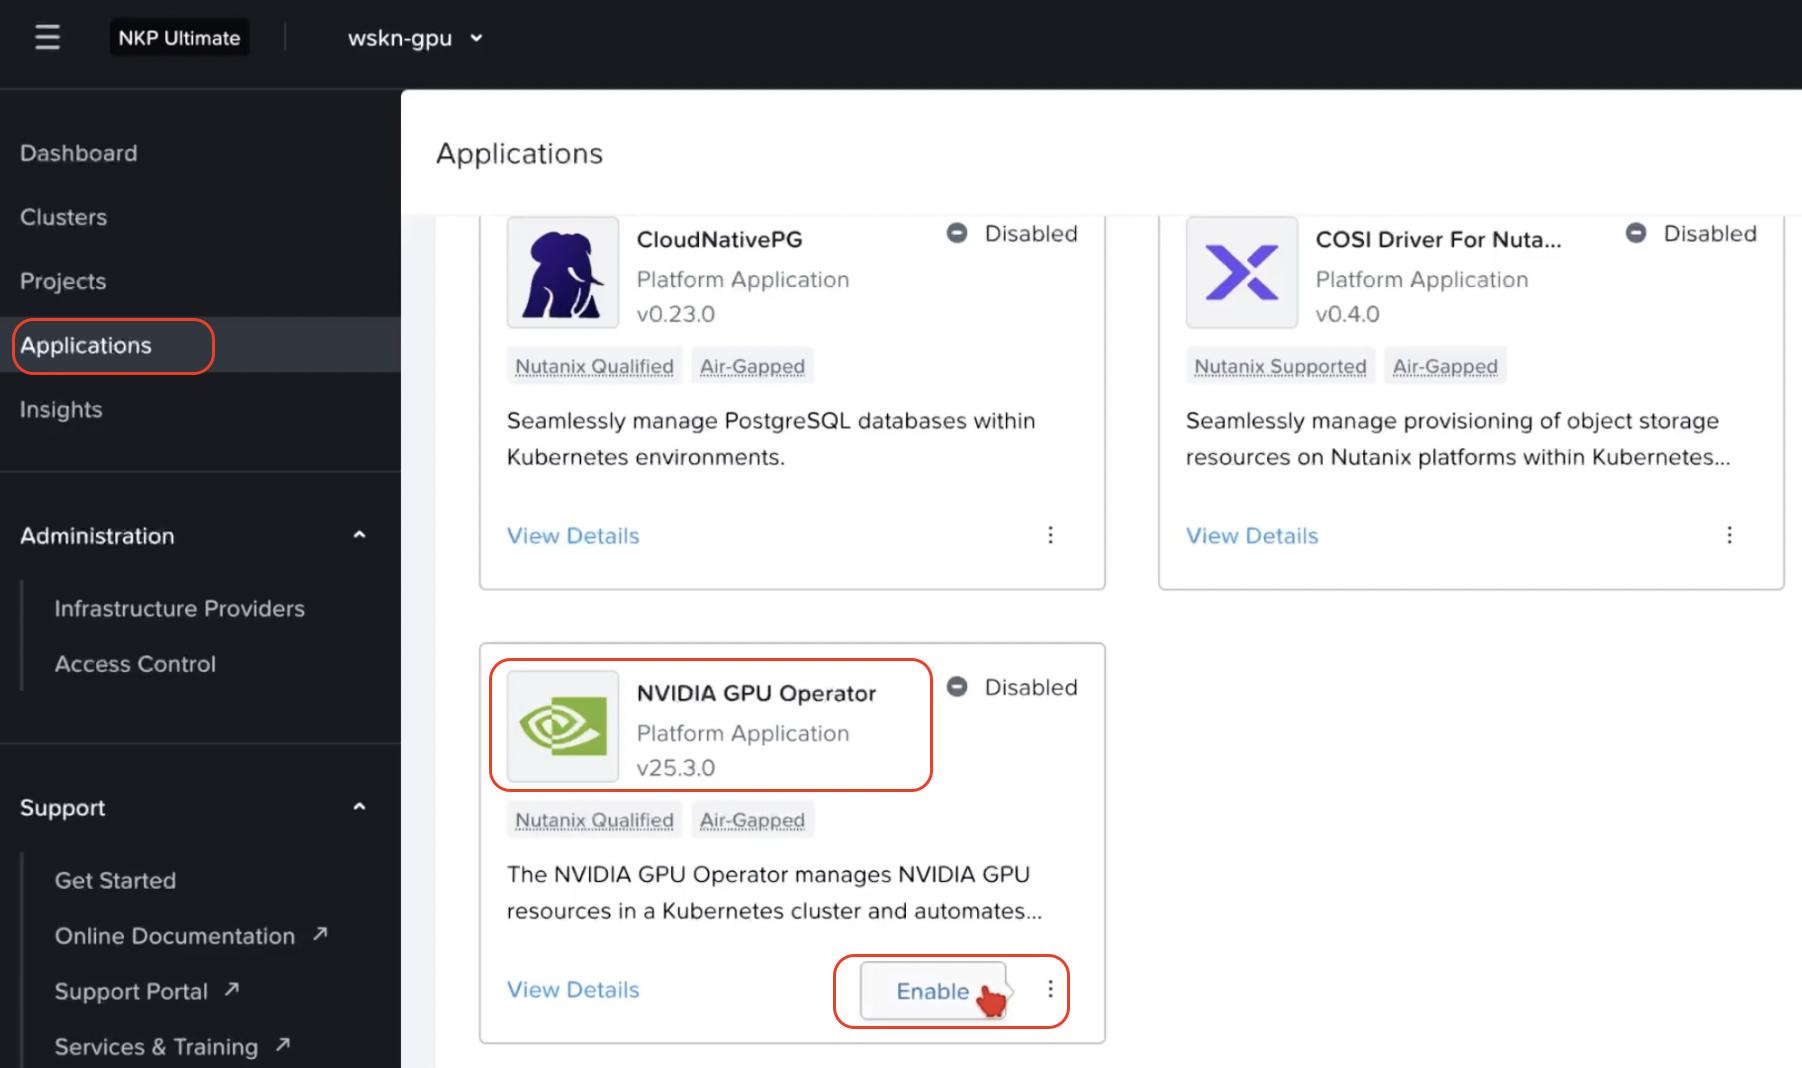 NKP Ultimate
wskn-gpu
Dashboard
Clusters
Projects
Applications
Insights
Administration
Infrastructure Providers
Access Control
Support
Get Started
Online Documentation
Support Portal
Services & Training
Applications
CloudNativePG
Disabled
Platform Application
v0.23.0
Nutanix Qualified
Air-Gapped
Seamlessly manage PostgreSQL databases within
Kubernetes environments.
View Details
COSI Driver For Nuta...
Disabled
Platform Application
v0.4.0
Nutanix Supported
Air-Gapped
Seamlessly manage provisioning of object storage
resources on Nutanix platforms within Kubernetes...
View Details
NVIDIA GPU Operator
Disabled
Platform Application
v25.3.0
Nutanix Qualified
Air-Gapped
The NVIDIA GPU Operator manages NVIDIA GPU
resources in a Kubernetes cluster and automates...
View Details
Enable